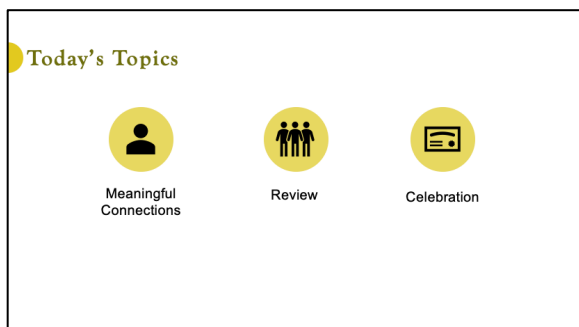 Today's Topics
Meaningful
Connections
Review
Celebration